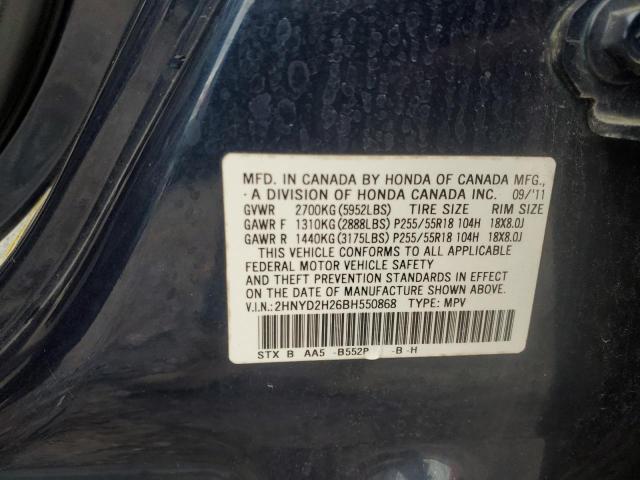 MFD. IN CANADA BY HONDA OF CANADA MFG.,
A DIVISION OF HONDA CANADA INC. 09/'11
GVWR 2700KG(5952LBS) TIRE SIZE RIM SIZE
GAWR F 1310KG(2888LBS) P255/55R18 104H 18X8.0J
GAWR R 1440KG(3175LBS) P255/55R18 104H 18X8.0J
THIS VEHICLE CONFORMS TO ALL APPLICABLE
FEDERAL MOTOR VEHICLE SAFETY
AND THEFT PREVENTION STANDARDS IN EFFECT
ON THE DATE OF MANUFACTURE SHOWN ABOVE.
V.I.N.:2HNYD2H26BH550868 TYPE: MPV
STX B AA5 -B552P -B -H